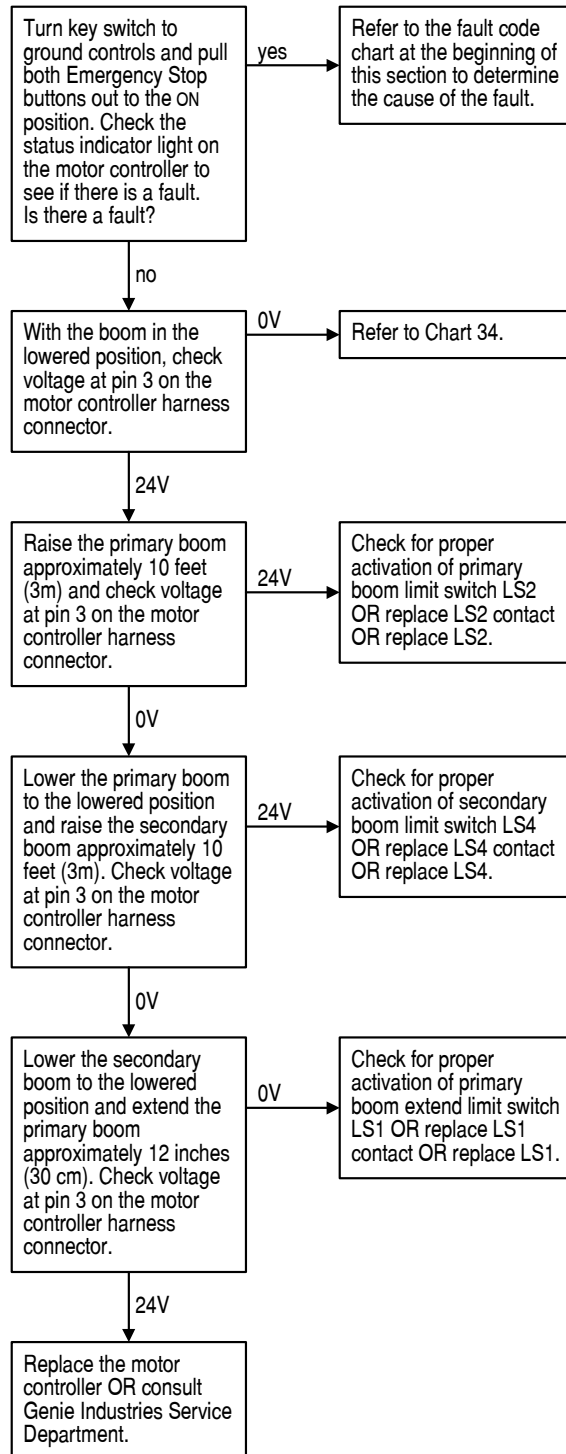 Turn key switch to
ground controls and pull
both Emergency Stop
buttons out to the ON
position. Check the
status indicator light on
the motor controller to
see if there is a fault.
Is there a fault?
yes
Refer to the fault code
chart at the beginning of
this section to determine
the cause of the fault.
no
With the boom in the
lowered position, check
voltage at pin 3 on the
motor controller harness
connector.
0V
Refer to Chart 34.
24V
Raise the primary boom
approximately 10 feet
(3m) and check voltage
at pin 3 on the motor
controller harness
connector.
24V
Check for proper
activation of primary
boom limit switch LS2
OR replace LS2 contact
OR replace LS2.
0V
Lower the primary boom
to the lowered position
and raise the secondary
boom approximately 10
feet (3m). Check voltage
at pin 3 on the motor
controller harness
connector.
24V
Check for proper
activation of secondary
boom limit switch LS4
OR replace LS4 contact
OR replace LS4.
0V
Lower the secondary
boom to the lowered
position and extend the
primary boom
approximately 12 inches
(30 cm). Check voltage
at pin 3 on the motor
controller harness
connector.
0V
Check for proper
activation of primary
boom extend limit switch
LS1 OR replace LS1
contact OR replace LS1.
24V
Replace the motor
controller OR consult
Genie Industries Service
Department.